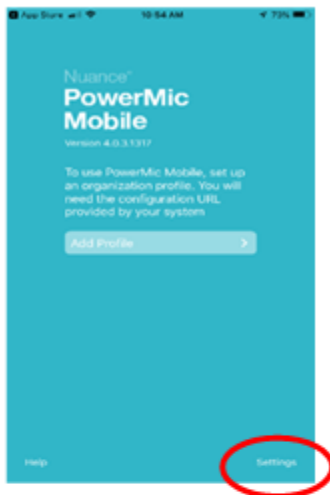 App Store 10:54 AM 73%
Nuance
PowerMic
Mobile
Version 4.0.3.1317
To use PowerMic Mobile, set up
an organization profile. You will
need the configuration URL
provided by your system
Add Profile
Help Settings